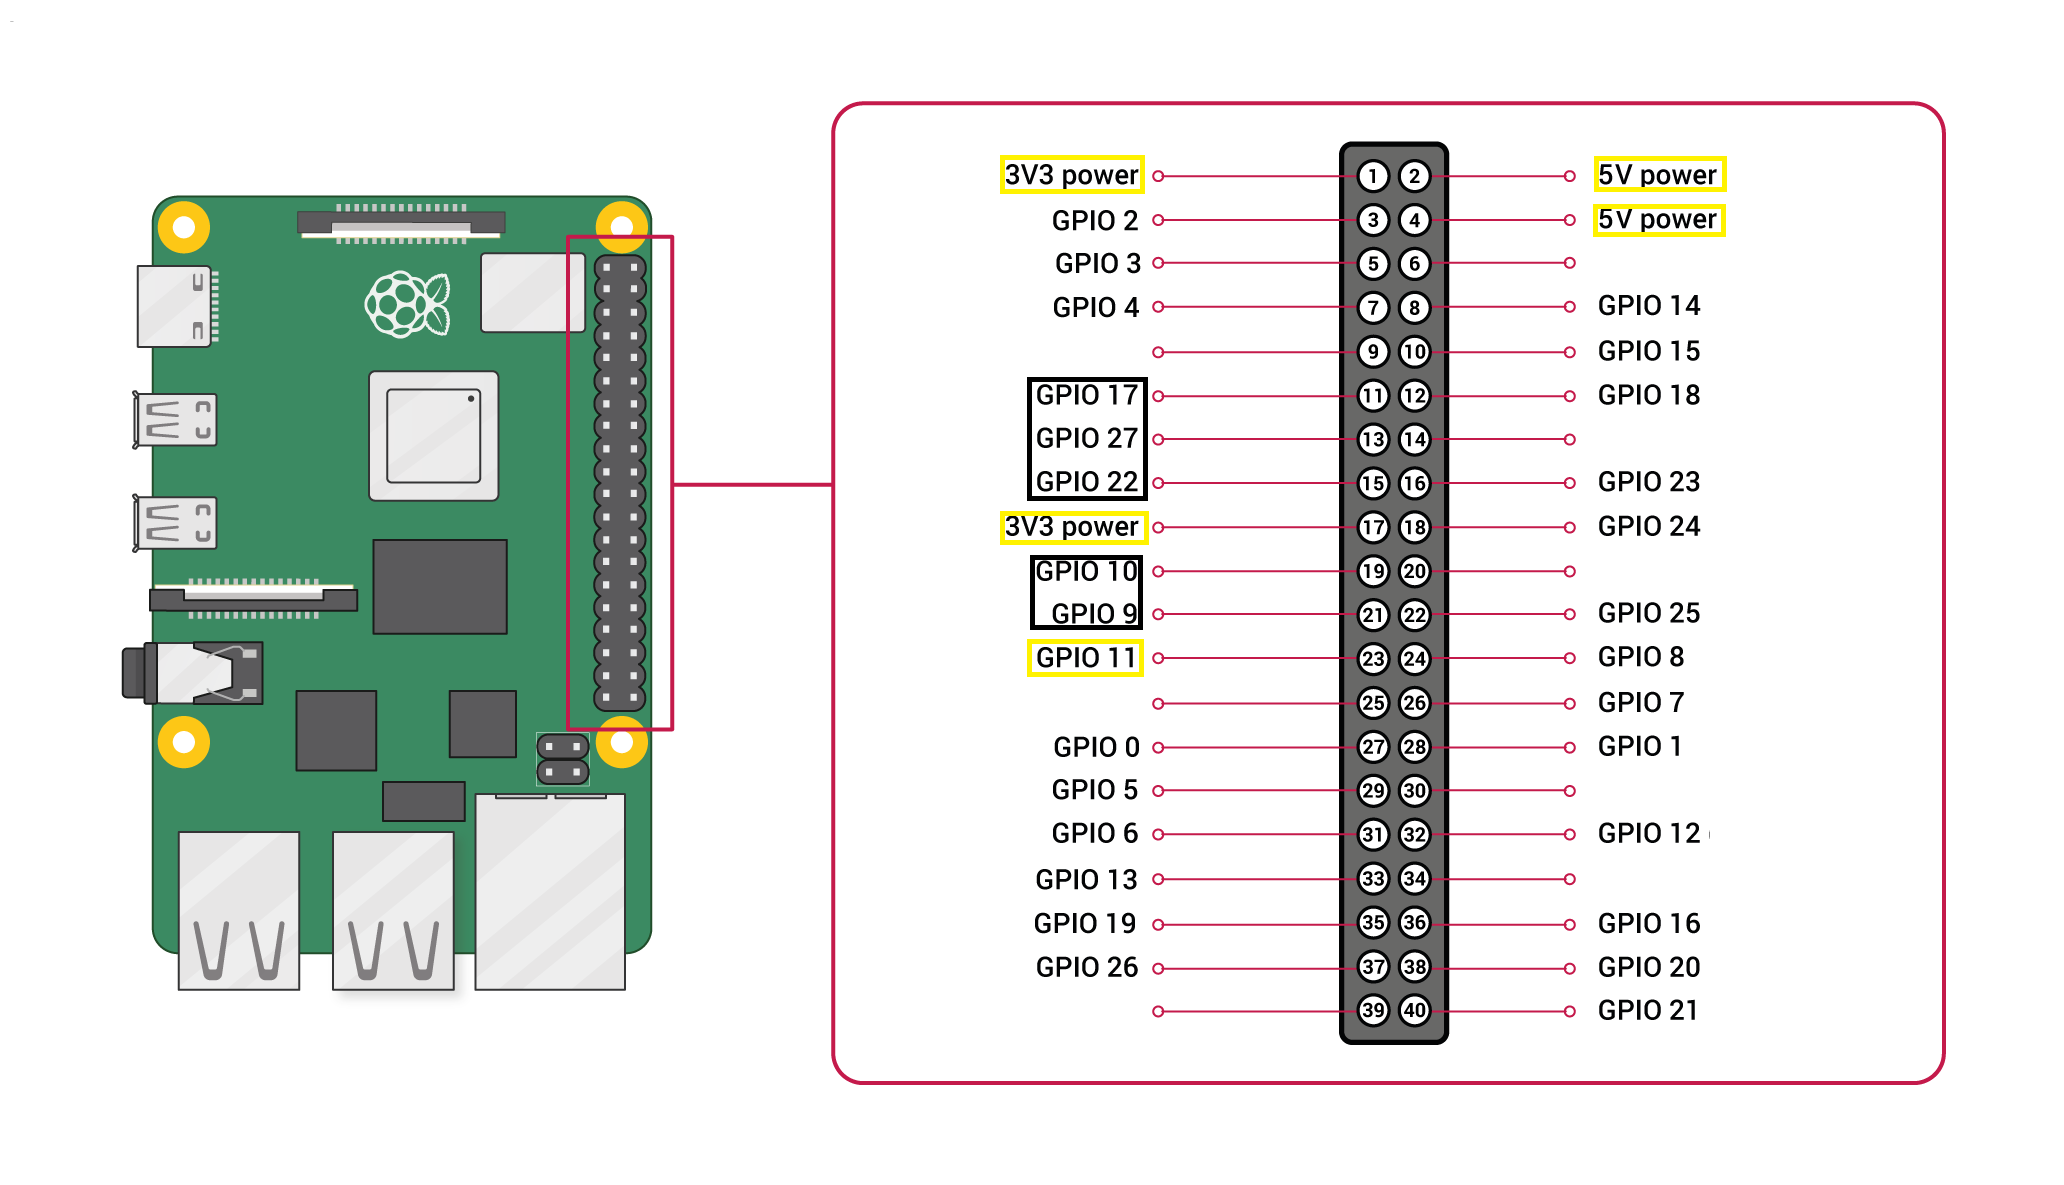 3V3 power 1 2 5V power
GPIO 2 3 4 5V power
GPIO 3 5 6
GPIO 4 7 8 GPIO 14
9 10 GPIO 15
GPIO 17 11 12 GPIO 18
GPIO 27 13 14
GPIO 22 15 16 GPIO 23
3V3 power 17 18 GPIO 24
GPIO 10 19 20
GPIO 9 21 22 GPIO 25
GPIO 11 23 24 GPIO 8
25 26 GPIO 7
GPIO 0 27 28 GPIO 1
GPIO 5 29 30
GPIO 6 31 32 GPIO 12
GPIO 13 33 34
GPIO 19 35 36 GPIO 16
GPIO 26 37 38 GPIO 20
39 40 GPIO 21